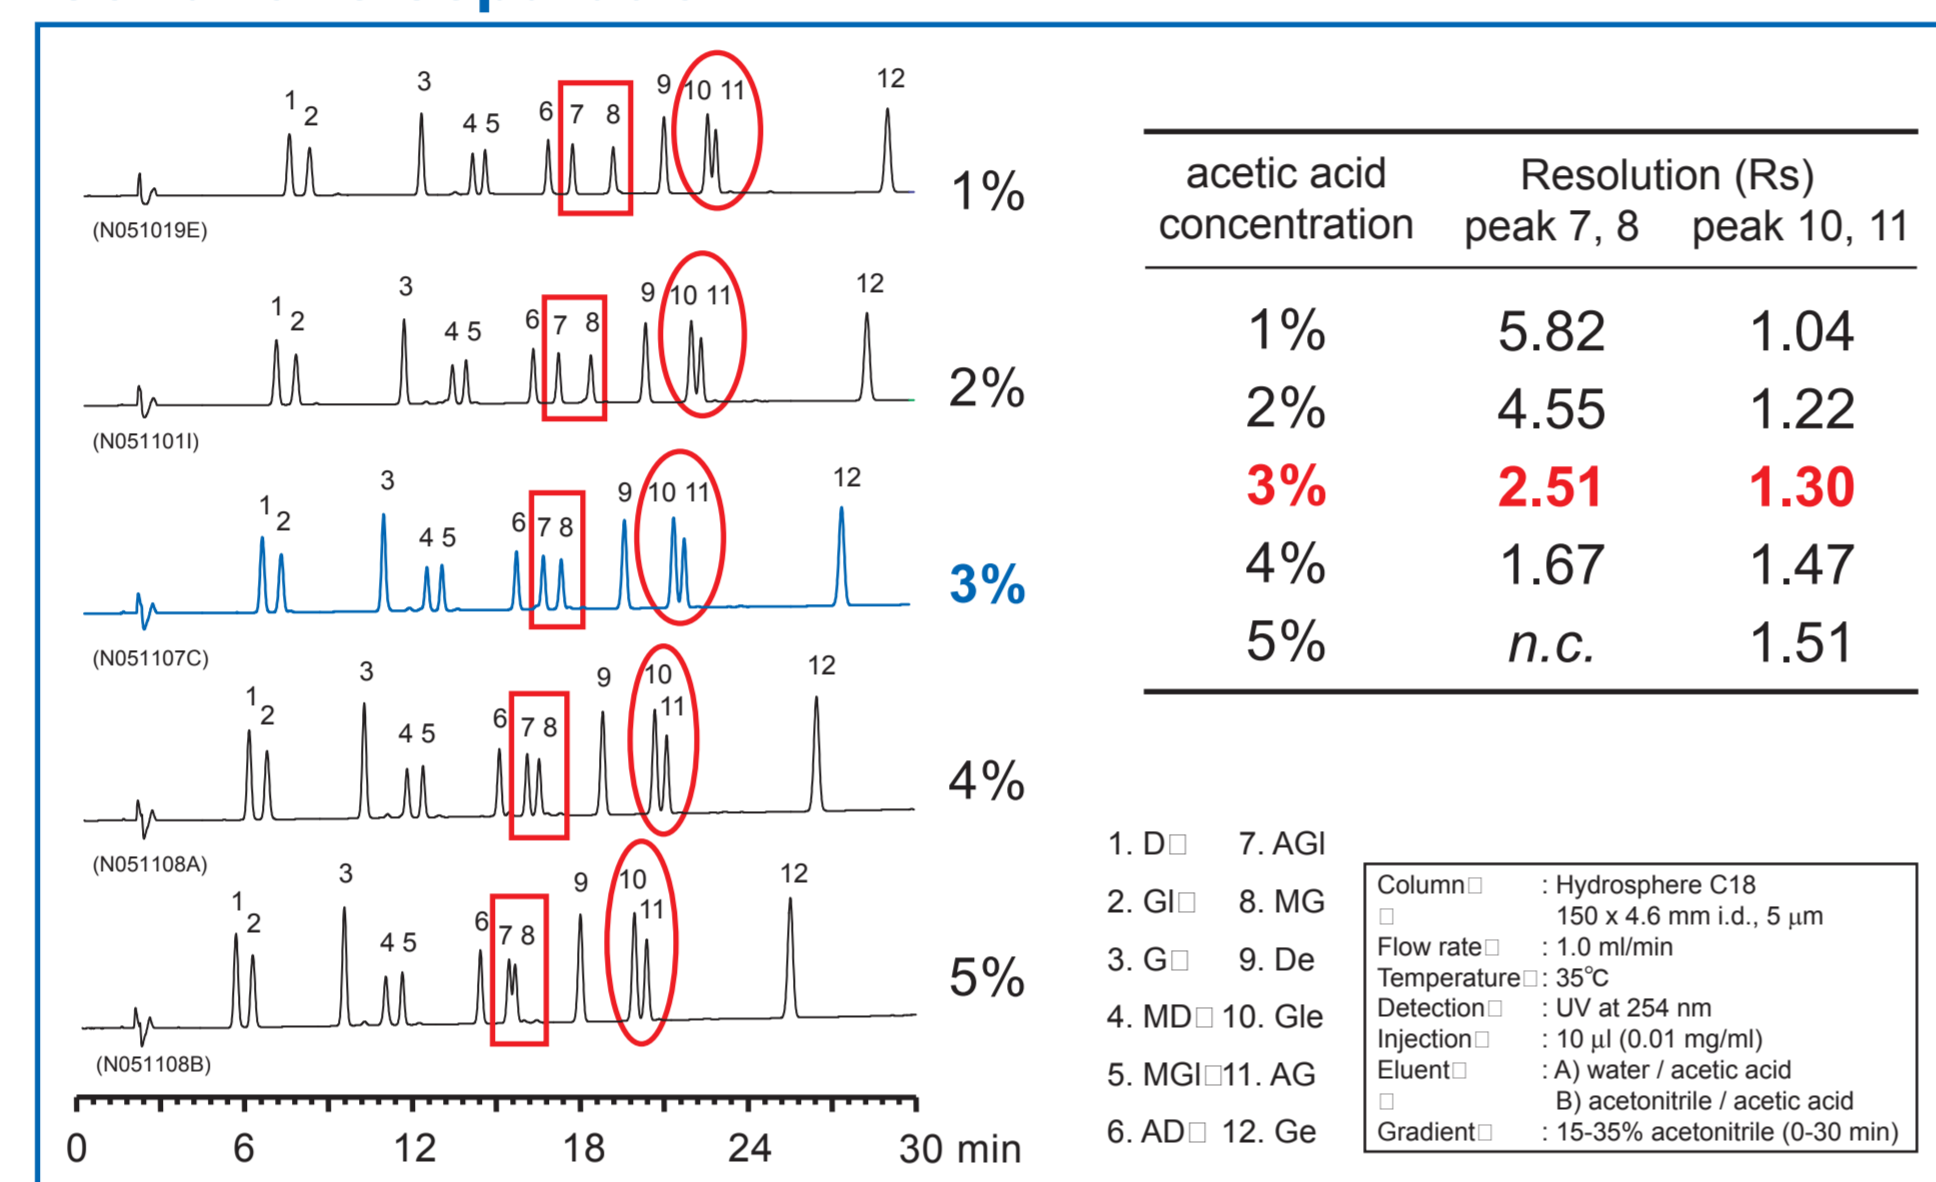 1 2 3 4 5 6 7 8 9 10 11 12
1%
(N051019E)
1 2 3 4 5 6 7 8 9 10 11 12
2%
(N051101I)
1 2 3 4 5 6 7 8 9 10 11 12
3%
(N051107C)
1 2 3 4 5 6 7 8 9 10 11 12
4%
(N051108A)
1 2 3 4 5 6 7 8 9 10 11 12
5%
(N051108B)
0 6 12 18 24 30 min
acetic acid concentration Resolution (Rs)
peak 7, 8 peak 10, 11
1% 5.82 1.04
2% 4.55 1.22
3% 2.51 1.30
4% 1.67 1.47
5% n.c. 1.51
1. D□ 7. AGl
2. Gl□ 8. MG
3. G□ 9. De
4. MD□ 10. Gle
5. MGl□ 11. AG
6. AD□ 12. Ge
Column□ : Hydrosphere C18
□ 150 x 4.6 mm i.d., 5 μm
Flow rate□ : 1.0 ml/min
Temperature□ : 35℃
Detection□ : UV at 254 nm
Injection□ : 10 μl (0.01 mg/ml)
Eluent□ : A) water / acetic acid
□ B) acetonitrile / acetic acid
Gradient□ : 15-35% acetonitrile (0-30 min)